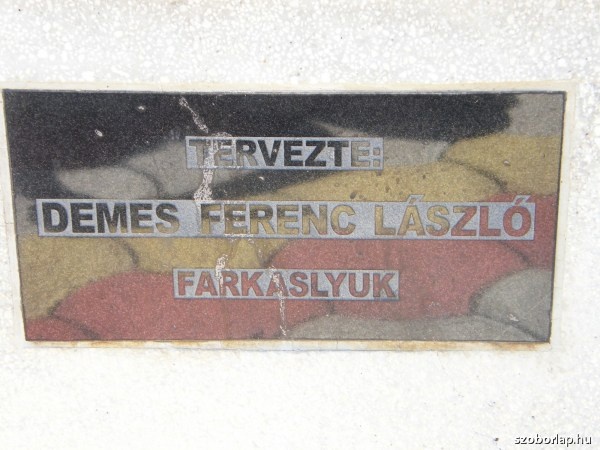 TERVEZTE:
DEMES FERENC LÁSZLÓ
FARKASLYUK
szoborlap.hu